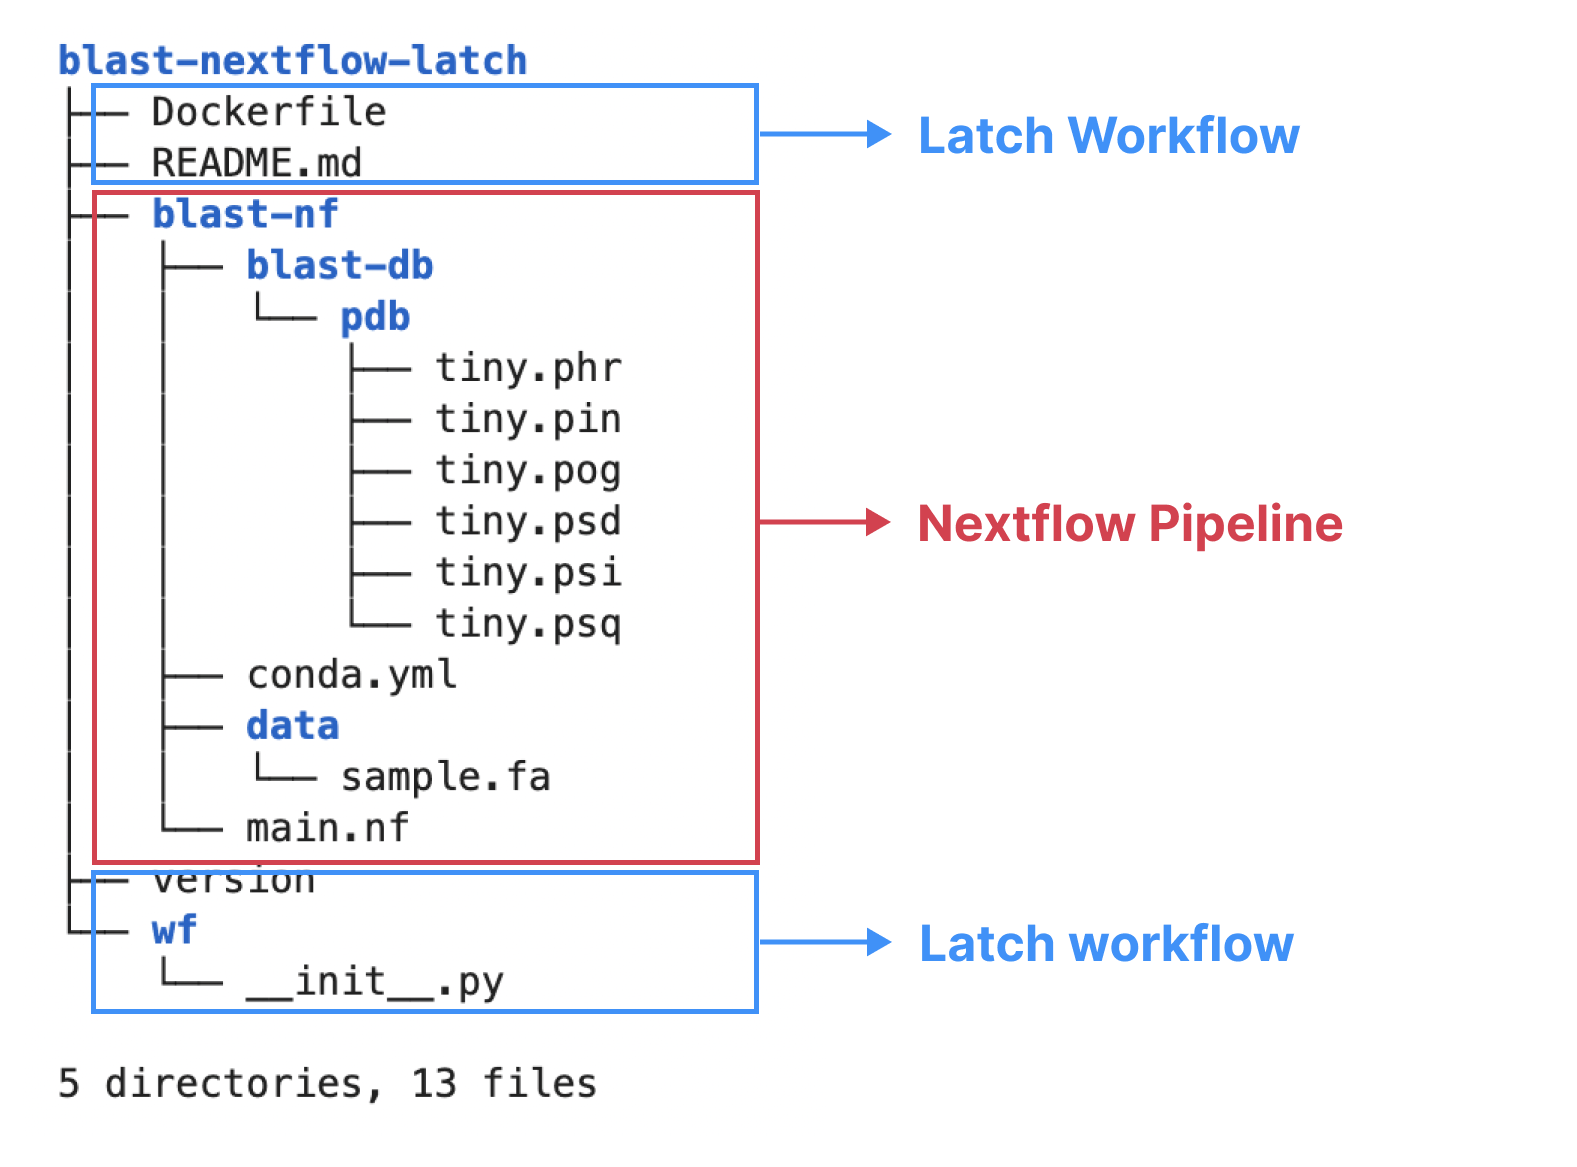 blast-nextflow-latch
├── Dockerfile
Latch Workflow
├── README.md
├── blast-nf
│   ├── blast-db
│   │   └── pdb
│   │       ├── tiny.phr
│   │       ├── tiny.pin
│   │       ├── tiny.pog
│   │       ├── tiny.psd
Nextflow Pipeline
│   │       ├── tiny.psi
│   │       └── tiny.psq
│   ├── conda.yml
│   ├── data
│   │   └── sample.fa
│   └── main.nf
├── version
└── wf
Latch workflow
    └── __init__.py
5 directories, 13 files